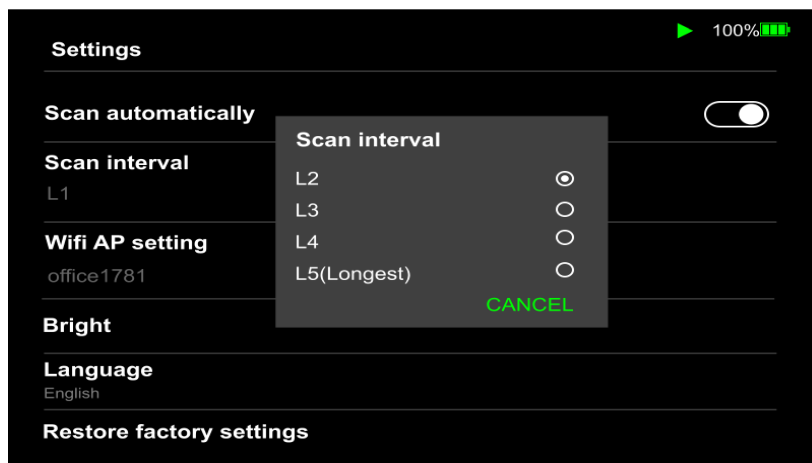 100%
Settings
Scan automatically
Scan interval
L1
Wifi AP setting
office1781
Bright
Language
English
Restore factory settings
Scan interval
L2
L3
L4
L5(Longest)
CANCEL